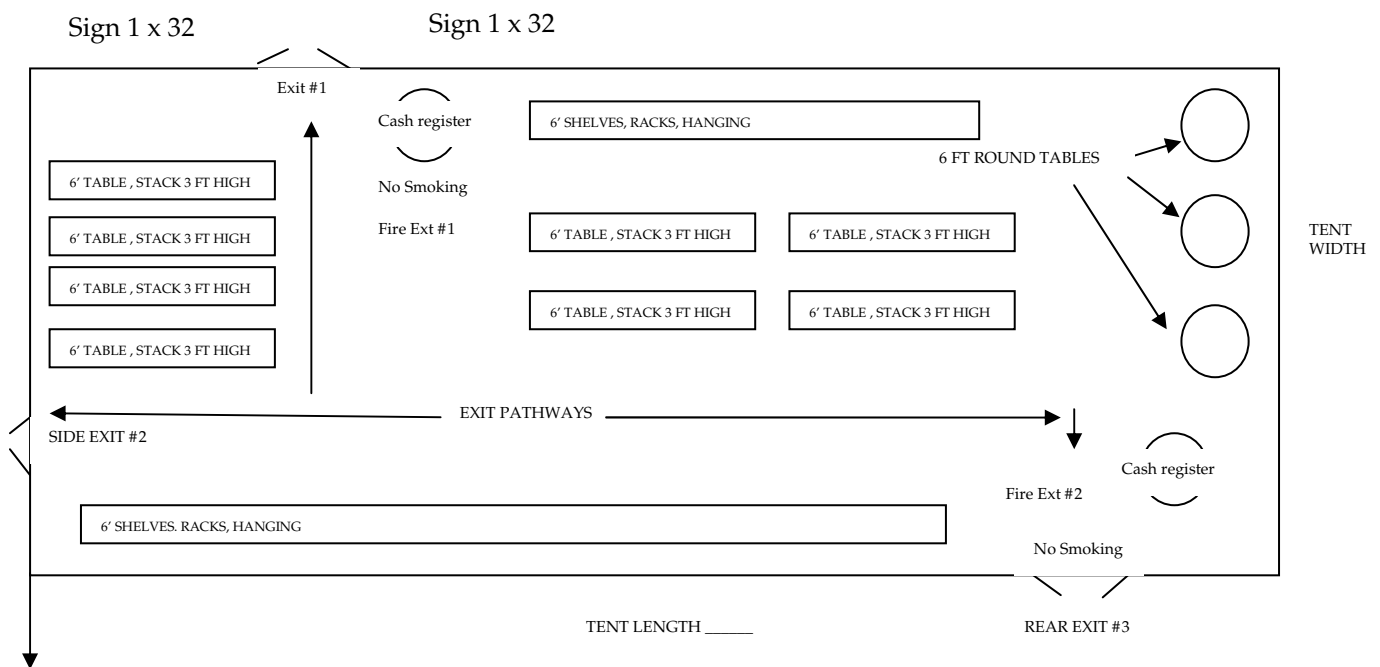 Sign 1 x 32
Sign 1 x 32
Exit #1
Cash register
6’ SHELVES, RACKS, HANGING
6 FT ROUND TABLES
6’ TABLE , STACK 3 FT HIGH
No Smoking
Fire Ext #1
6’ TABLE , STACK 3 FT HIGH
6’ TABLE , STACK 3 FT HIGH
6’ TABLE , STACK 3 FT HIGH
TENT
WIDTH
6’ TABLE , STACK 3 FT HIGH
6’ TABLE , STACK 3 FT HIGH
6’ TABLE , STACK 3 FT HIGH
6’ TABLE , STACK 3 FT HIGH
EXIT PATHWAYS
SIDE EXIT #2
Cash register
Fire Ext #2
6’ SHELVES. RACKS, HANGING
No Smoking
TENT LENGTH ______
REAR EXIT #3